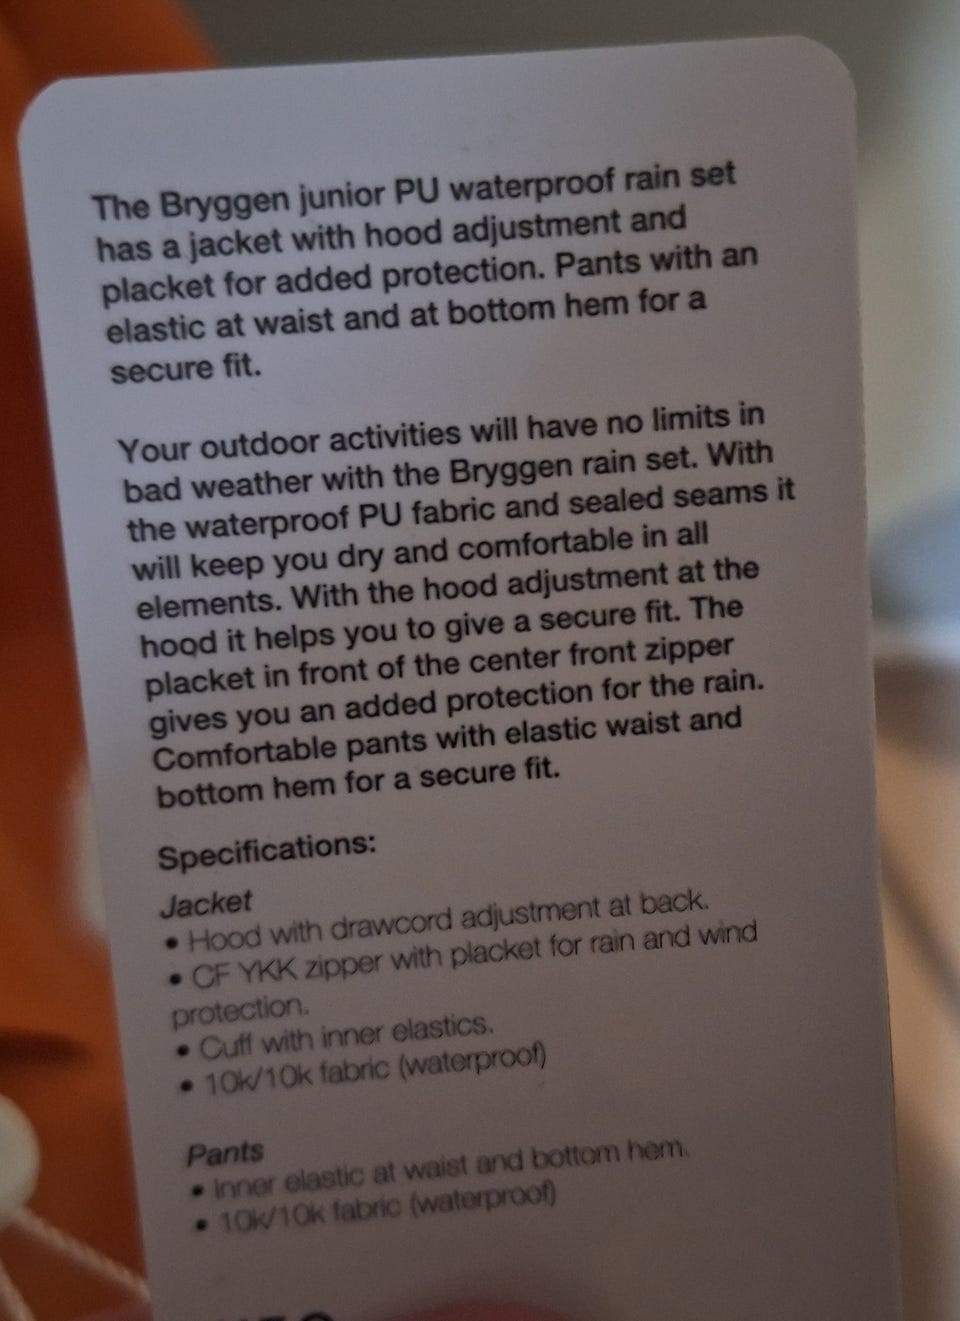 The Bryggen junior PU waterproof rain set
has a jacket with hood adjustment and
placket for added protection. Pants with an
elastic at waist and at bottom hem for a
secure fit.
Your outdoor activities will have no limits in
bad weather with the Bryggen rain set. With
the waterproof PU fabric and sealed seams it
will keep you dry and comfortable in all
elements. With the hood adjustment at the
hood it helps you to give a secure fit. The
placket in front of the center front zipper
gives you an added protection for the rain.
Comfortable pants with elastic waist and
bottom hem for a secure fit.
Specifications:
Jacket
• Hood with drawcord adjustment at back.
• CF YKK zipper with placket for rain and wind
protection.
• Cuff with inner elastics.
• 10k/10k fabric (waterproof)
Pants
• Inner elastic at waist and bottom hem.
• 10k/10k fabric (waterproof)